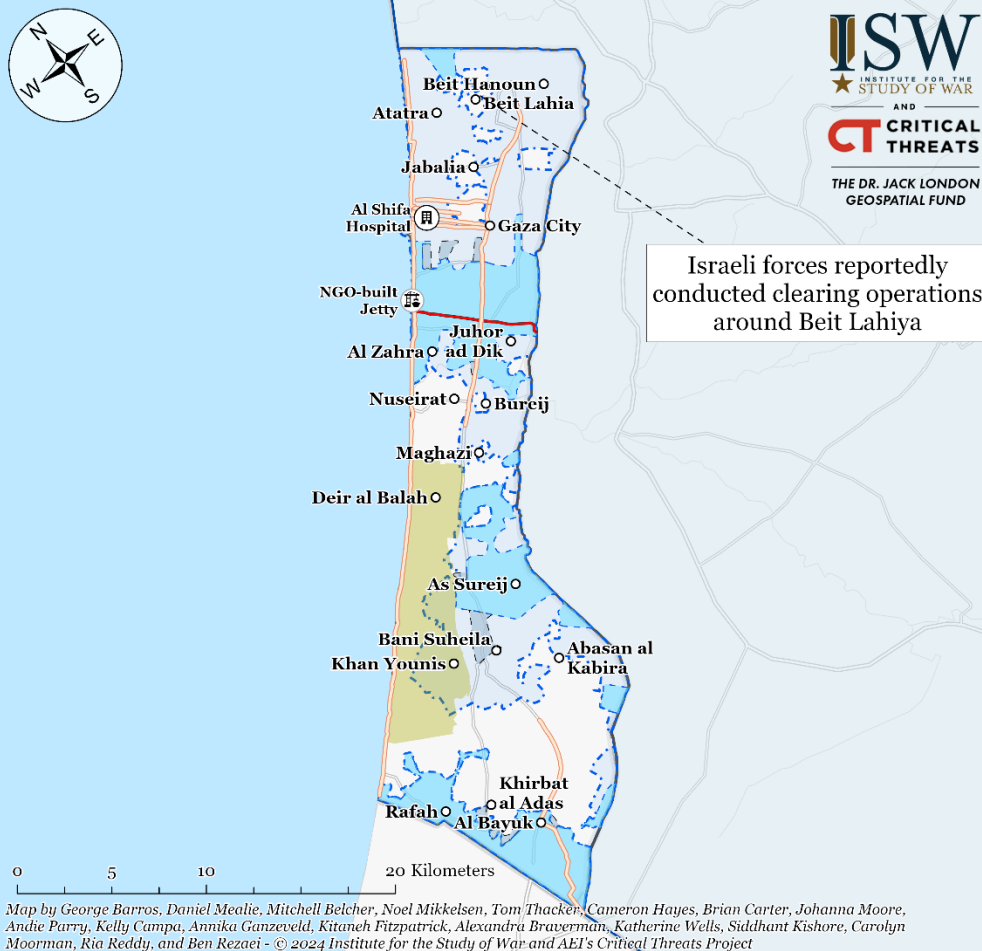 N
E
W
S
ISW
INSTITUTE FOR THE
STUDY OF WAR
AND
CT CRITICAL
THREATS
THE DR. JACK LONDON
GEOSPATIAL FUND
Beit Hanoun
Beit Lahia
Atatra
Jabalia
Al Shifa
Hospital
Gaza City
Israeli forces reportedly
conducted clearing operations
around Beit Lahiya
NGO-built
Jetty
Juhor
ad Dik
Al Zahra
Nuseirat
Bureij
Maghazi
Deir al Balah
As Sureij
Bani Suheila
Abasan al
Kabira
Khan Younis
Khirbat
al Adas
Rafah
Al Bayuk
0 5 10 20 Kilometers
Map by George Barros, Daniel Mealie, Mitchell Belcher, Noel Mikkelsen, Tom Thacker, Cameron Hayes, Brian Carter, Johanna Moore,
Andie Parry, Kelly Campa, Annika Ganzeveld, Kitaneh Fitzpatrick, Alexandra Braverman, Katherine Wells, Siddhant Kishore, Carolyn
Moorman, Ria Reddy, and Ben Rezaei - © 2024 Institute for the Study of War and AEI's Critical Threats Project